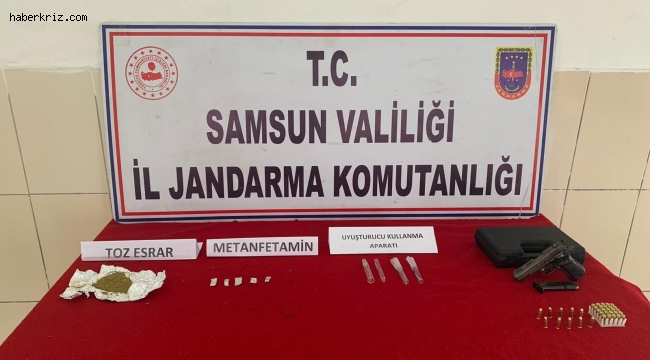 haberkriz.com
T.C.
SAMSUN VALİLİĞİ
İL JANDARMA KOMUTANLIĞI
TOZ ESRAR
METANFETAMİN
UYUŞTURUCU KULLANMA
APARATI